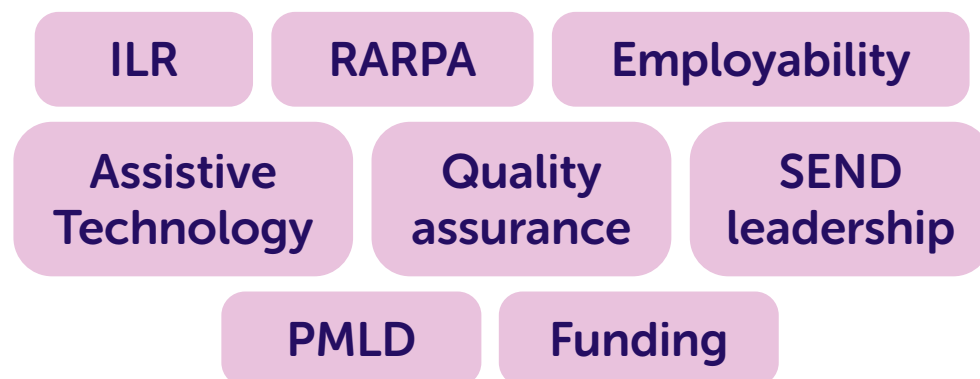 ILR
RARPA
Employability
Assistive
Technology
Quality
assurance
SEND
leadership
PMLD
Funding